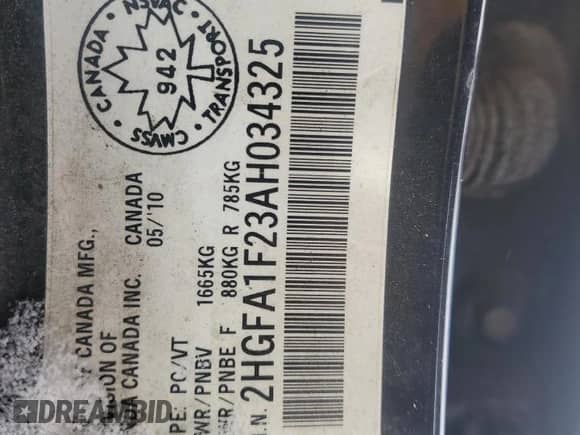 CANADA NSVAC
942
CMVSS TRANSPORT
CANADA MFG.,
OF
CANADA INC. CANADA
05/'10
PC/VT
/PNBV 1665KG
/PNBE F 880KG R 785KG
.N. 2HGFA1F23AH034325
DREAMBID